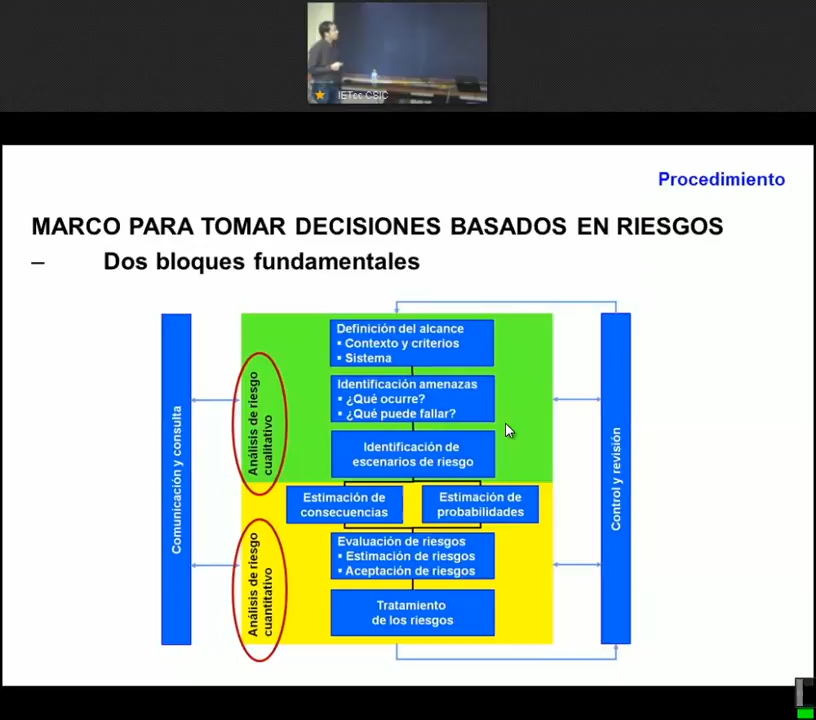 IETcc CSIC
Procedimiento
MARCO PARA TOMAR DECISIONES BASADOS EN RIESGOS
– Dos bloques fundamentales
Comunicación y consulta
Análisis de riesgo
cualitativo
Definición del alcance
▪ Contexto y criterios
▪ Sistema
Identificación amenazas
▪ ¿Qué ocurre?
▪ ¿Qué puede fallar?
Identificación de
escenarios de riesgo
Análisis de riesgo
cuantitativo
Estimación de
consecuencias
Estimación de
probabilidades
Evaluación de riesgos
▪ Estimación de riesgos
▪ Aceptación de riesgos
Tratamiento
de los riesgos
Control y revisión